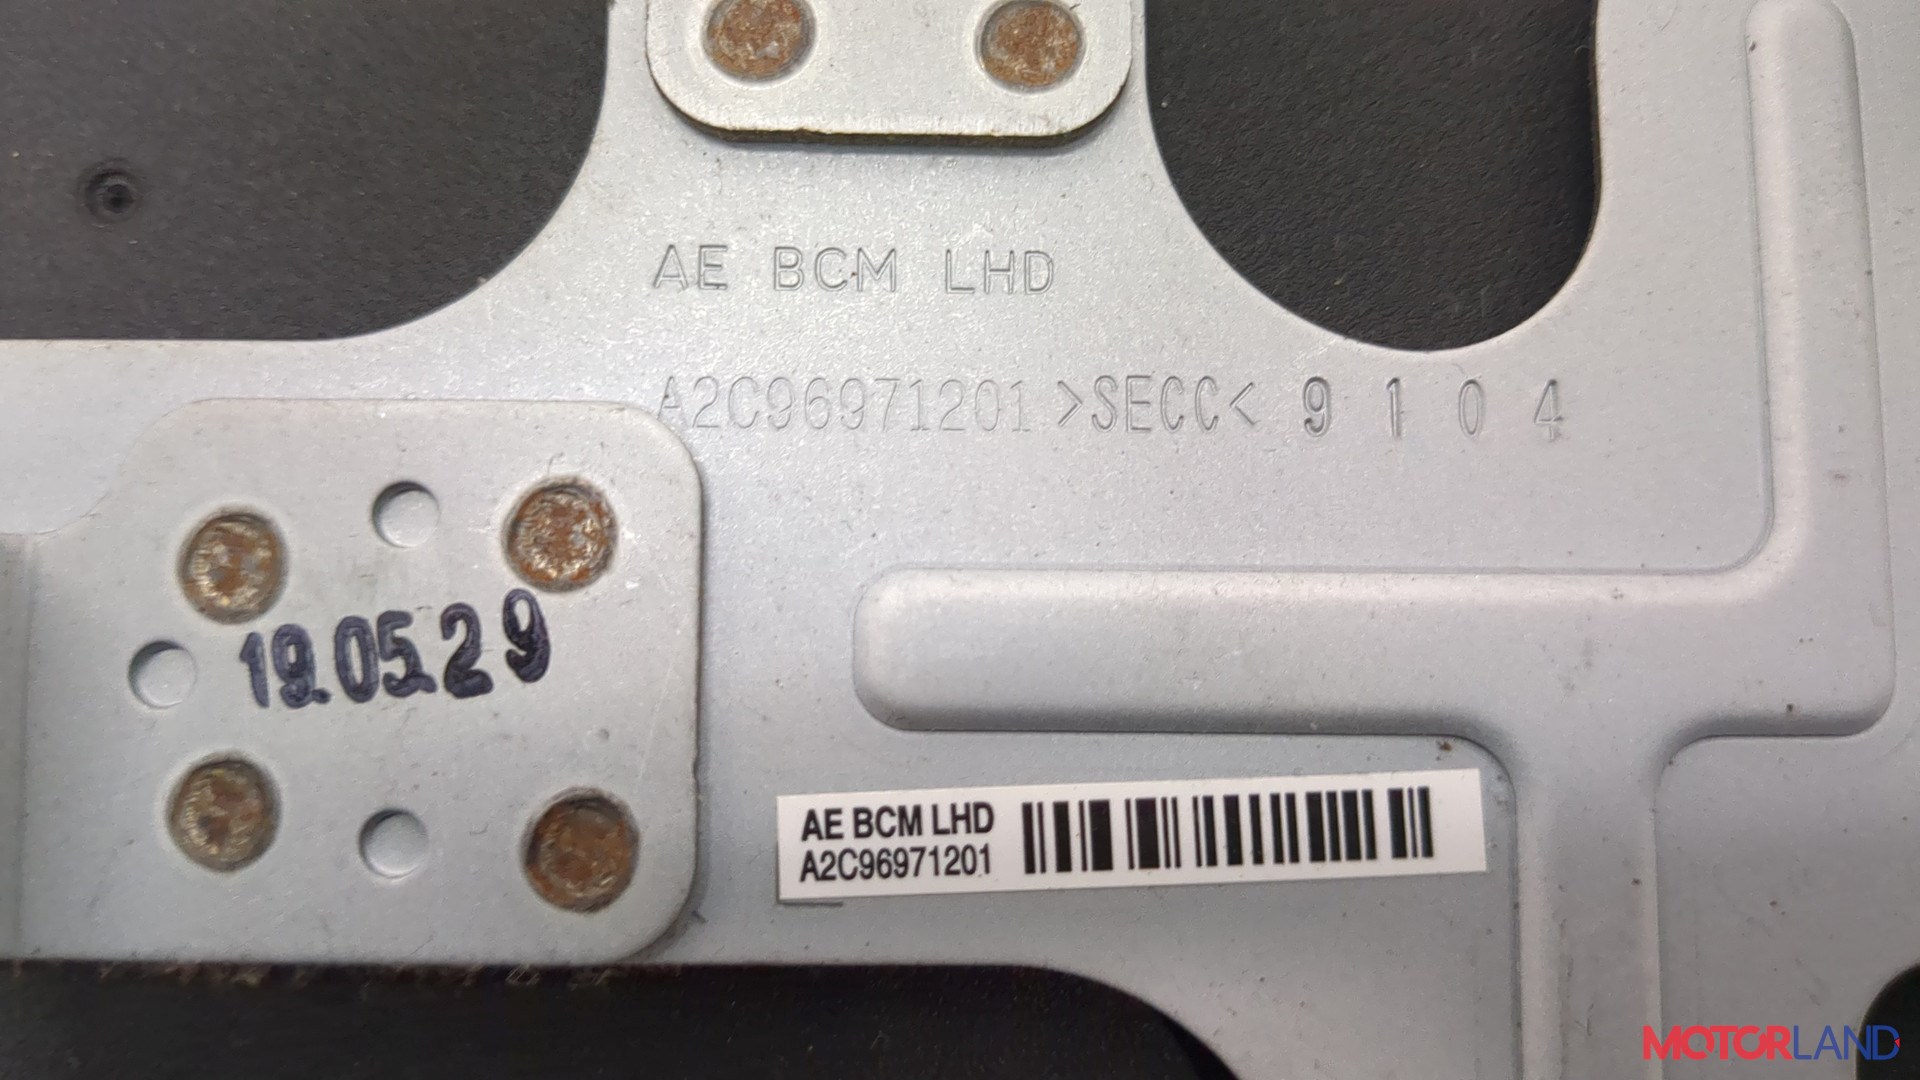 AE BCM LHD
A2C96971201 >SECC< 9 1 0 4
19.05.29
AE BCM LHD
A2C96971201
MOTORLAND